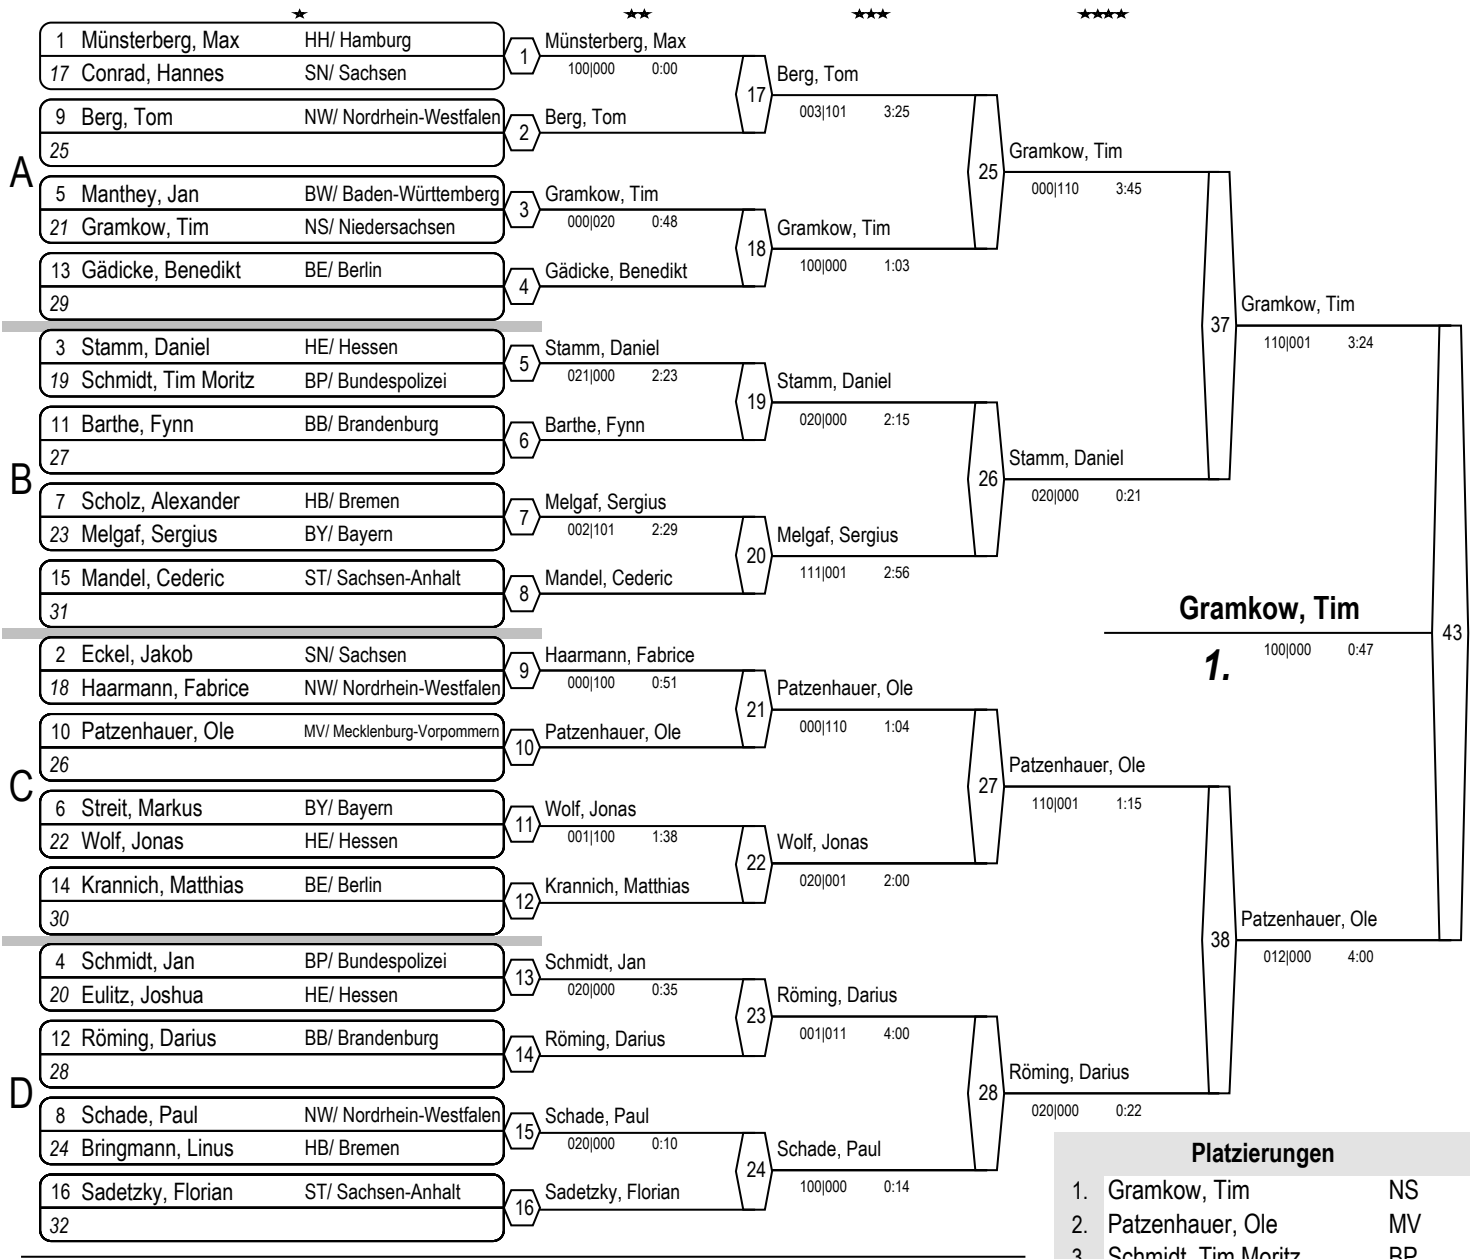 ★ ★★ ★★★ ★★★★
1 Münsterberg, Max HH/ Hamburg
17 Conrad, Hannes SN/ Sachsen
9 Berg, Tom NW/ Nordrhein-Westfalen
25
A
5 Manthey, Jan BW/ Baden-Württemberg
21 Gramkow, Tim NS/ Niedersachsen
13 Gädicke, Benedikt BE/ Berlin
29
3 Stamm, Daniel HE/ Hessen
19 Schmidt, Tim Moritz BP/ Bundespolizei
11 Barthe, Fynn BB/ Brandenburg
27
B
7 Scholz, Alexander HB/ Bremen
23 Melgaf, Sergius BY/ Bayern
15 Mandel, Cederic ST/ Sachsen-Anhalt
31
2 Eckel, Jakob SN/ Sachsen
18 Haarmann, Fabrice NW/ Nordrhein-Westfalen
10 Patzenhauer, Ole MV/ Mecklenburg-Vorpommern
26
C
6 Streit, Markus BY/ Bayern
22 Wolf, Jonas HE/ Hessen
14 Krannich, Matthias BE/ Berlin
30
4 Schmidt, Jan BP/ Bundespolizei
20 Eulitz, Joshua HE/ Hessen
12 Röming, Darius BB/ Brandenburg
28
D
8 Schade, Paul NW/ Nordrhein-Westfalen
24 Bringmann, Linus HB/ Bremen
16 Sadetzky, Florian ST/ Sachsen-Anhalt
32
1 Münsterberg, Max
100|000 0:00
2 Berg, Tom
3 Gramkow, Tim
000|020 0:48
4 Gädicke, Benedikt
5 Stamm, Daniel
021|000 2:23
6 Barthe, Fynn
7 Melgaf, Sergius
002|101 2:29
8 Mandel, Cederic
9 Haarmann, Fabrice
000|100 0:51
10 Patzenhauer, Ole
11 Wolf, Jonas
001|100 1:38
12 Krannich, Matthias
13 Schmidt, Jan
020|000 0:35
14 Röming, Darius
15 Schade, Paul
020|000 0:10
16 Sadetzky, Florian
17 Berg, Tom
003|101 3:25
18 Gramkow, Tim
100|000 1:03
19 Stamm, Daniel
020|000 2:15
20 Melgaf, Sergius
111|001 2:56
21 Patzenhauer, Ole
000|110 1:04
22 Wolf, Jonas
020|001 2:00
23 Röming, Darius
001|011 4:00
24 Schade, Paul
100|000 0:14
25 Gramkow, Tim
000|110 3:45
26 Stamm, Daniel
020|000 0:21
27 Patzenhauer, Ole
110|001 1:15
28 Röming, Darius
020|000 0:22
37 Gramkow, Tim
110|001 3:24
38 Patzenhauer, Ole
012|000 4:00
Gramkow, Tim 43
1. 100|000 0:47
Platzierungen
1. Gramkow, Tim NS
2. Patzenhauer, Ole MV
3. Schmidt, Tim Moritz BP